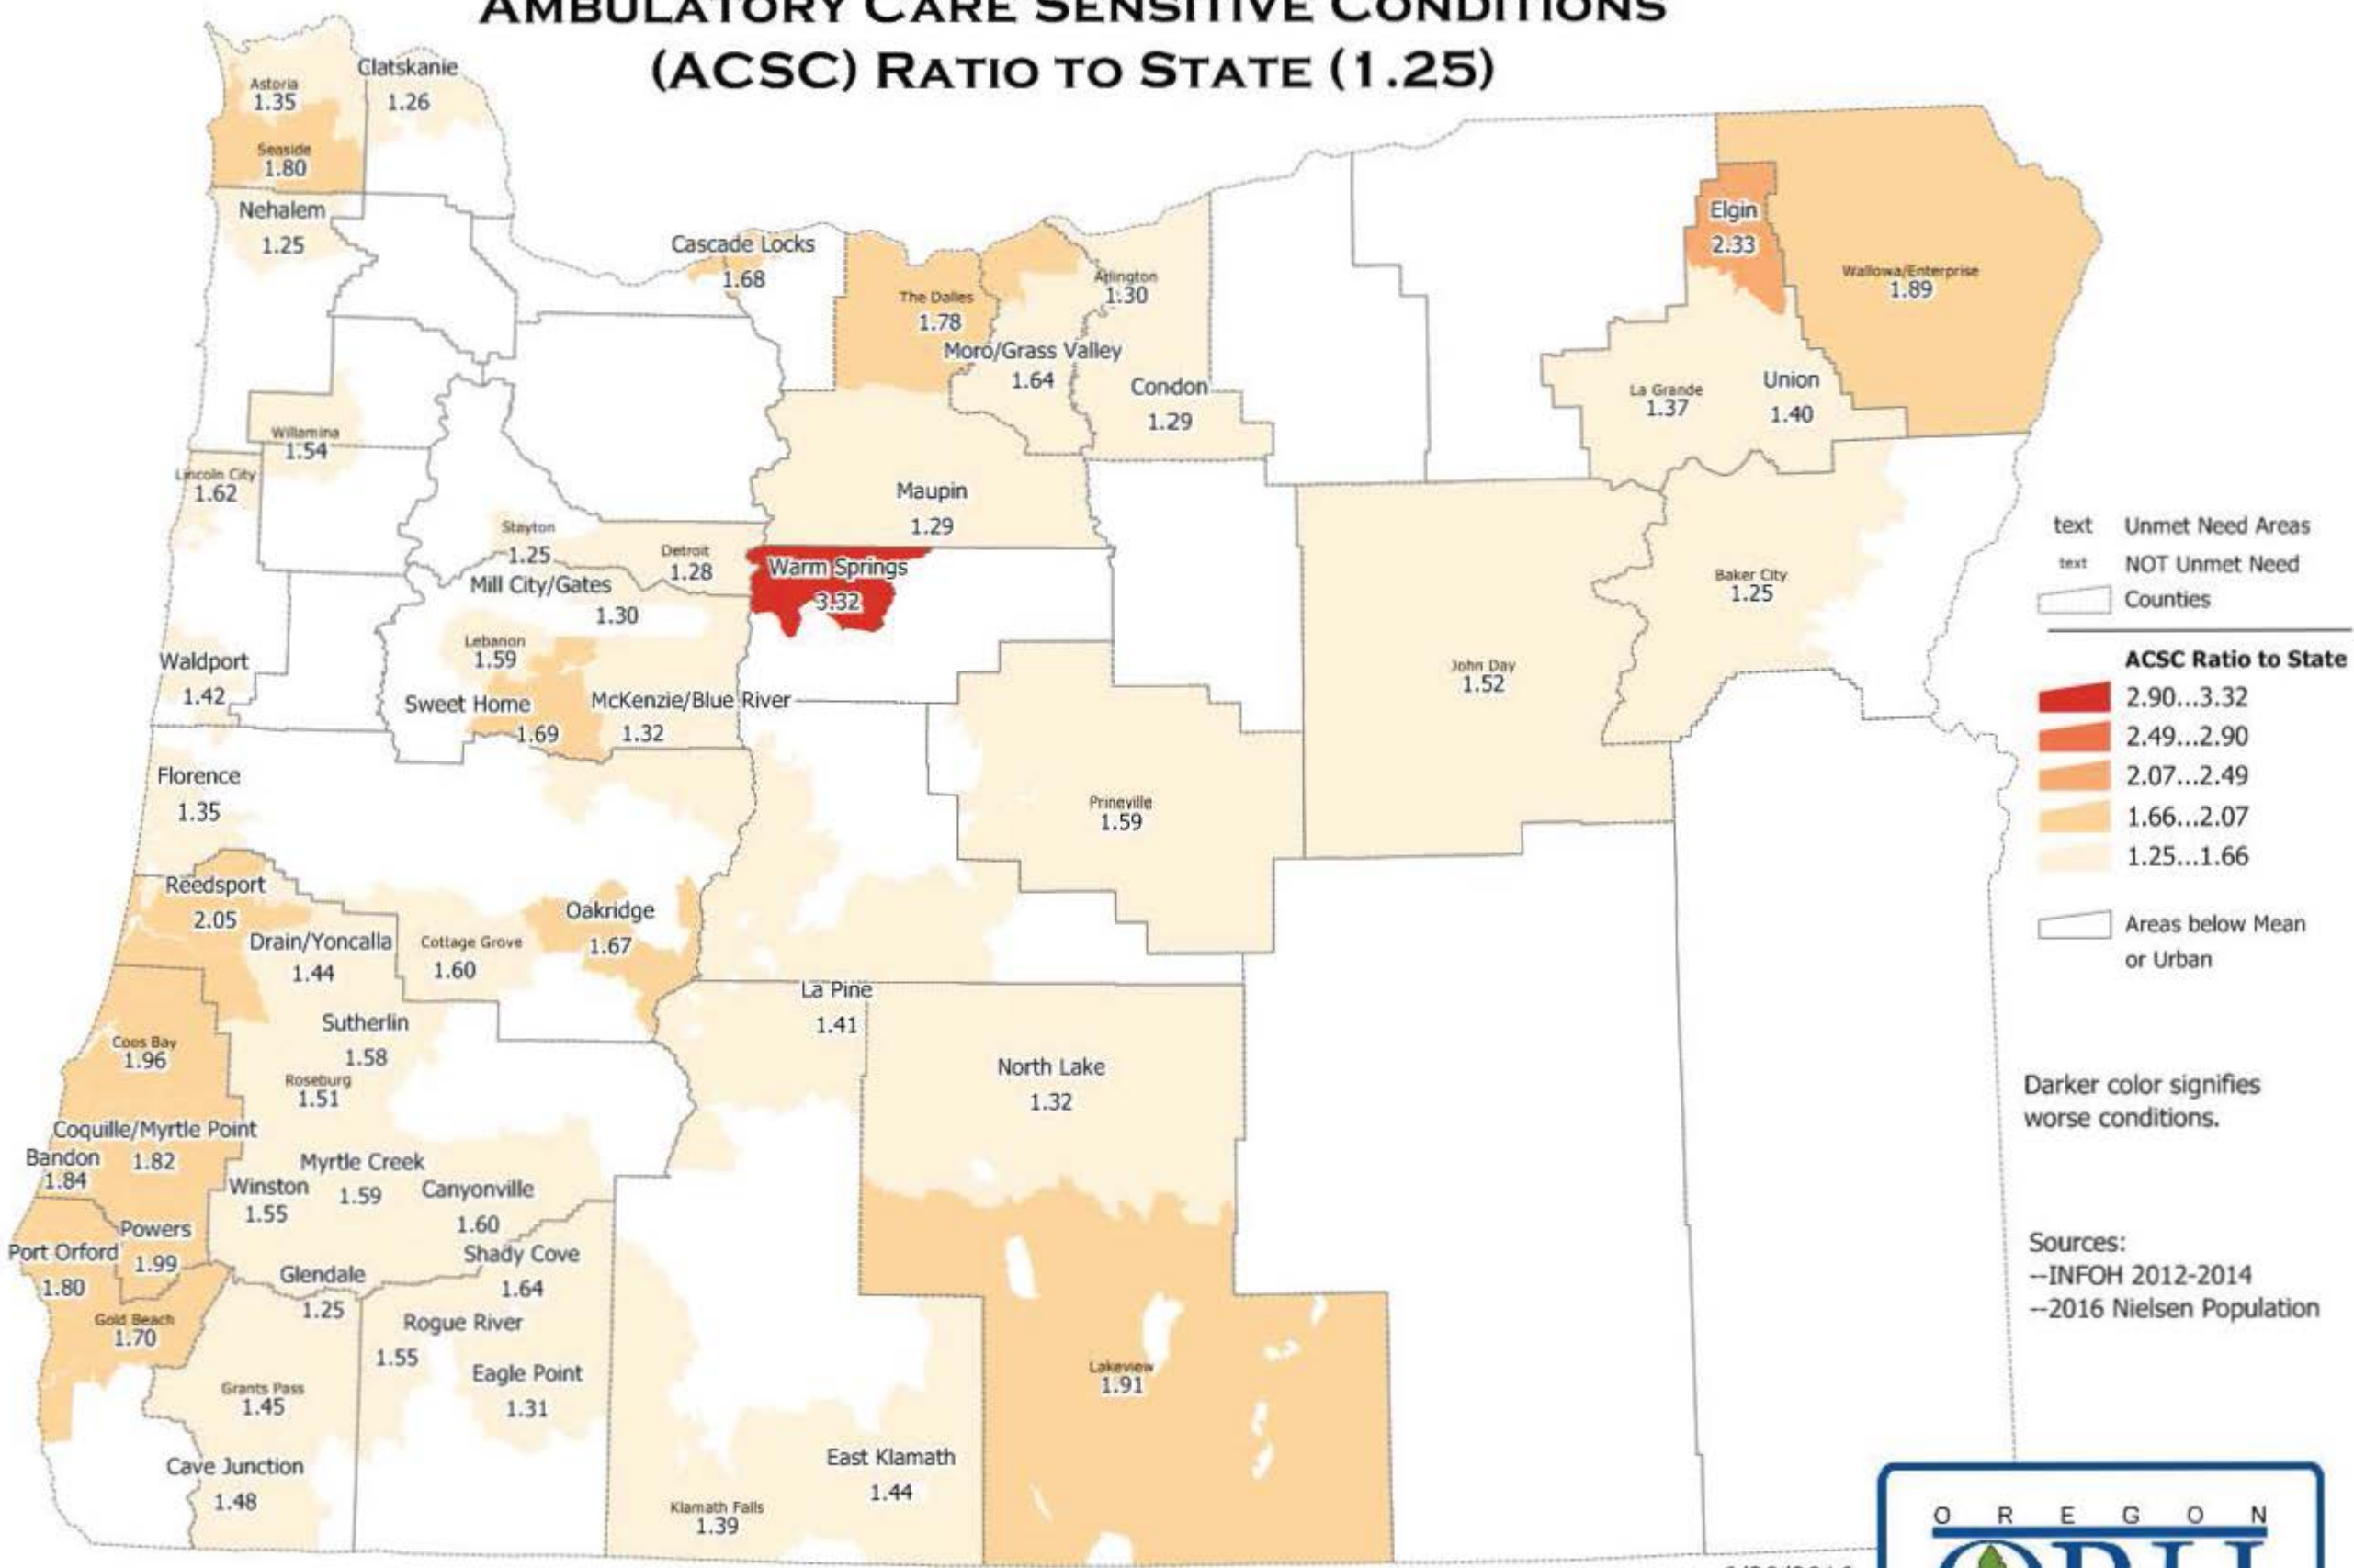 AMBULATORY CARE SENSITIVE CONDITIONS
(ACSC) RATIO TO STATE (1.25)
Astoria
1.35
Clatskanie
1.26
Seaside
1.80
Nehalem
1.25
Cascade Locks
1.68
The Dalles
1.78
Arlington
1.30
Moro/Grass Valley
1.64
Condon
1.29
Elgin
2.33
Wallowa/Enterprise
1.89
La Grande
1.37
Union
1.40
Willamina
1.54
Lincoln City
1.62
Maupin
1.29
Stayton
1.25
Detroit
1.28
Mill City/Gates
1.30
Warm Springs
3.32
Baker City
1.25
Lebanon
1.59
Waldport
1.42
Sweet Home
1.69
McKenzie/Blue River
1.32
John Day
1.52
Florence
1.35
Prineville
1.59
Reedsport
2.05
Oakridge
1.67
Drain/Yoncalla
1.44
Cottage Grove
1.60
La Pine
1.41
Sutherlin
1.58
Coos Bay
1.96
North Lake
1.32
Roseburg
1.51
Coquille/Myrtle Point
1.82
Bandon
1.84
Myrtle Creek
1.59
Winston
1.55
Canyonville
1.60
Powers
1.99
Port Orford
1.80
Shady Cove
1.64
Glendale
1.25
Gold Beach
1.70
Rogue River
1.55
Eagle Point
1.31
Grants Pass
1.45
Lakeview
1.91
Cave Junction
1.48
East Klamath
1.44
Klamath Falls
1.39
text Unmet Need Areas
text NOT Unmet Need
Counties
ACSC Ratio to State
2.90...3.32
2.49...2.90
2.07...2.49
1.66...2.07
1.25...1.66
Areas below Mean
or Urban
Darker color signifies
worse conditions.
Sources:
--INFOH 2012-2014
--2016 Nielsen Population
OREGON